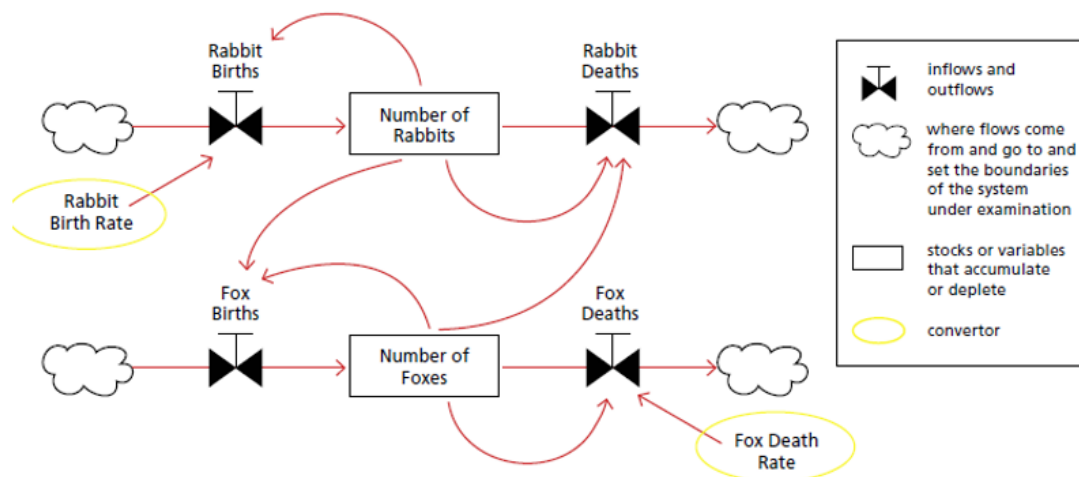 Rabbit
Births
Rabbit
Deaths
Number of
Rabbits
Rabbit
Birth Rate
Fox
Births
Fox
Deaths
Number of
Foxes
Fox Death
Rate
inflows and
outflows
where flows come
from and go to and
set the boundaries
of the system
under examination
stocks or variables
that accumulate
or deplete
convertor